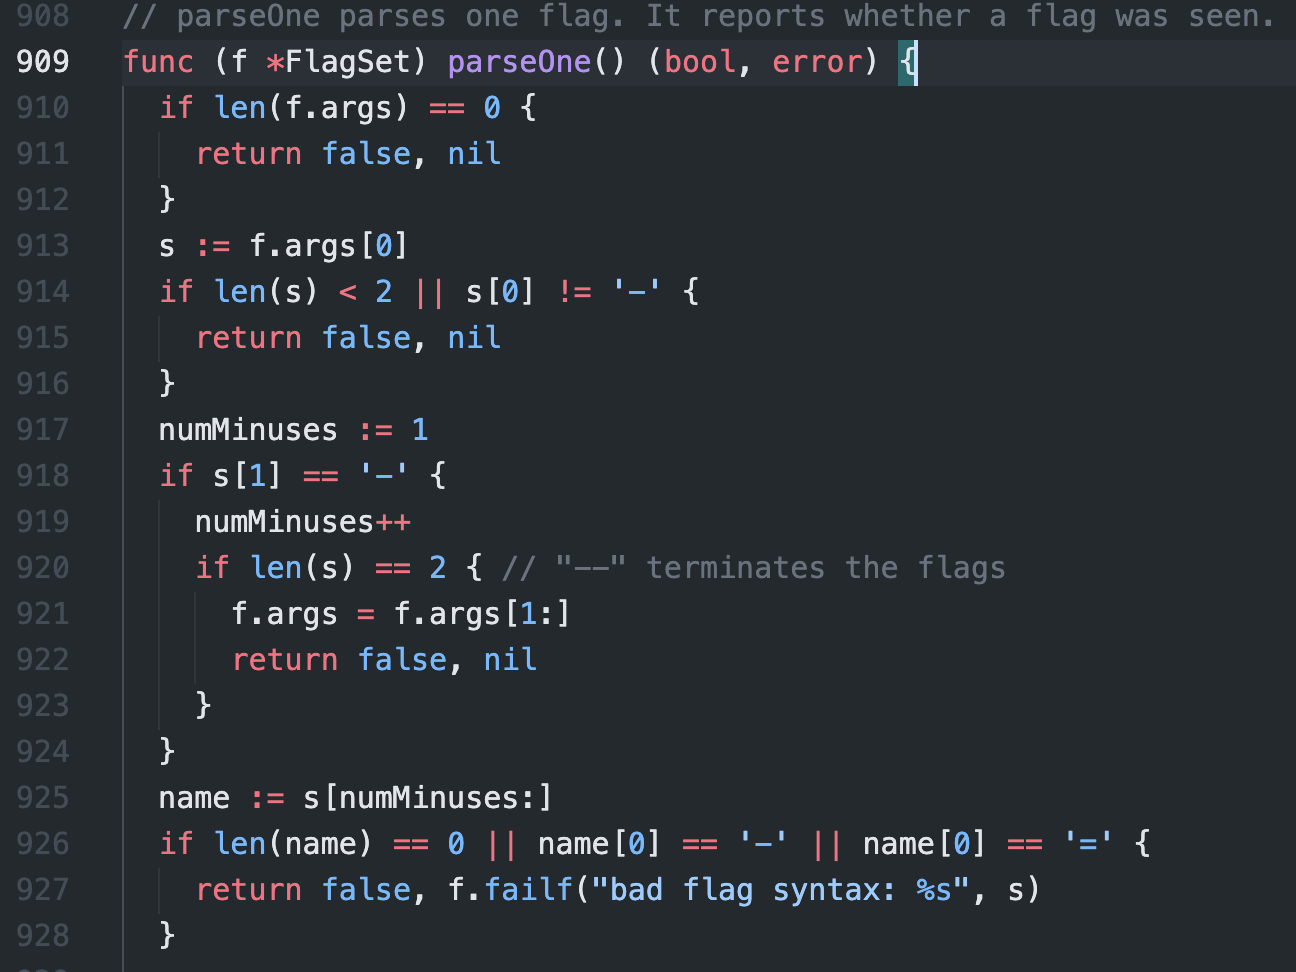 908 // parseOne parses one flag. It reports whether a flag was seen.
909 func (f *FlagSet) parseOne() (bool, error) {
910 if len(f.args) == 0 {
911 return false, nil
912 }
913 s := f.args[0]
914 if len(s) < 2 || s[0] != '-' {
915 return false, nil
916 }
917 numMinuses := 1
918 if s[1] == '-' {
919 numMinuses++
920 if len(s) == 2 { // "--" terminates the flags
921 f.args = f.args[1:]
922 return false, nil
923 }
924 }
925 name := s[numMinuses:]
926 if len(name) == 0 || name[0] == '-' || name[0] == '=' {
927 return false, f.failf("bad flag syntax: %s", s)
928 }